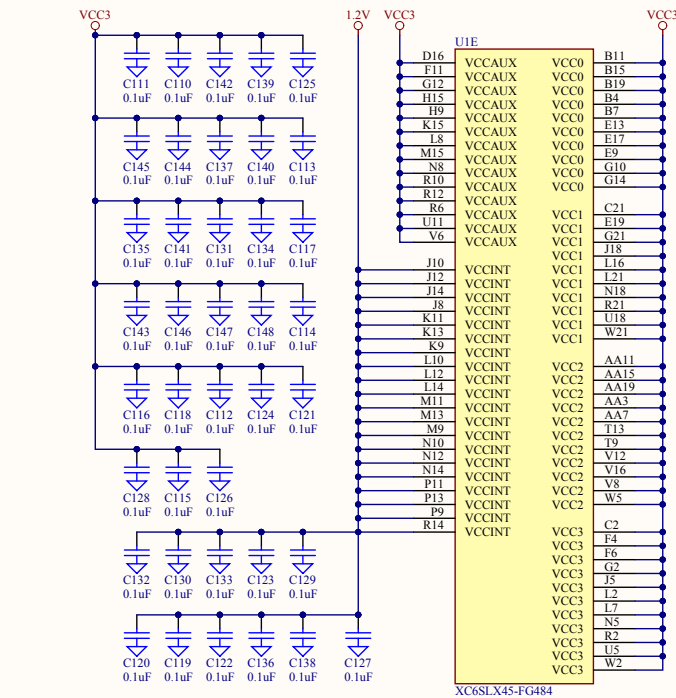 VCC3
1.2V
VCC3
VCC3
U1E
C111 C110 C142 C139 C125
0.1uF 0.1uF 0.1uF 0.1uF 0.1uF
C145 C144 C137 C140 C113
0.1uF 0.1uF 0.1uF 0.1uF 0.1uF
C135 C141 C131 C134 C117
0.1uF 0.1uF 0.1uF 0.1uF 0.1uF
C143 C146 C147 C148 C114
0.1uF 0.1uF 0.1uF 0.1uF 0.1uF
C116 C118 C112 C124 C121
0.1uF 0.1uF 0.1uF 0.1uF 0.1uF
C128 C115 C126
0.1uF 0.1uF 0.1uF
C132 C130 C133 C123 C129
0.1uF 0.1uF 0.1uF 0.1uF 0.1uF
C120 C119 C122 C136 C138 C127
0.1uF 0.1uF 0.1uF 0.1uF 0.1uF 0.1uF
D16 VCCAUX
F11 VCCAUX
G12 VCCAUX
H15 VCCAUX
H9 VCCAUX
K15 VCCAUX
L8 VCCAUX
M15 VCCAUX
N8 VCCAUX
R10 VCCAUX
R12 VCCAUX
R6 VCCAUX
U11 VCCAUX
V6 VCCAUX
J10 VCCINT
J12 VCCINT
J14 VCCINT
J8 VCCINT
K11 VCCINT
K13 VCCINT
K9 VCCINT
L10 VCCINT
L12 VCCINT
L14 VCCINT
M11 VCCINT
M13 VCCINT
M9 VCCINT
N10 VCCINT
N12 VCCINT
N14 VCCINT
P11 VCCINT
P13 VCCINT
P9 VCCINT
R14 VCCINT
VCC0 B11
VCC0 B15
VCC0 B19
VCC0 B4
VCC0 B7
VCC0 E13
VCC0 E17
VCC0 E9
VCC0 G10
VCC0 G14
VCC1 C21
VCC1 E19
VCC1 G21
VCC1 J18
VCC1 L16
VCC1 L21
VCC1 N18
VCC1 R21
VCC1 U18
VCC1 W21
VCC2 AA11
VCC2 AA15
VCC2 AA19
VCC2 AA3
VCC2 AA7
VCC2 T13
VCC2 T9
VCC2 V12
VCC2 V16
VCC2 V8
VCC2 W5
VCC3 C2
VCC3 F4
VCC3 F6
VCC3 G2
VCC3 J5
VCC3 L2
VCC3 L7
VCC3 N5
VCC3 R2
VCC3 U5
VCC3 W2
XC6SLX45-FG484